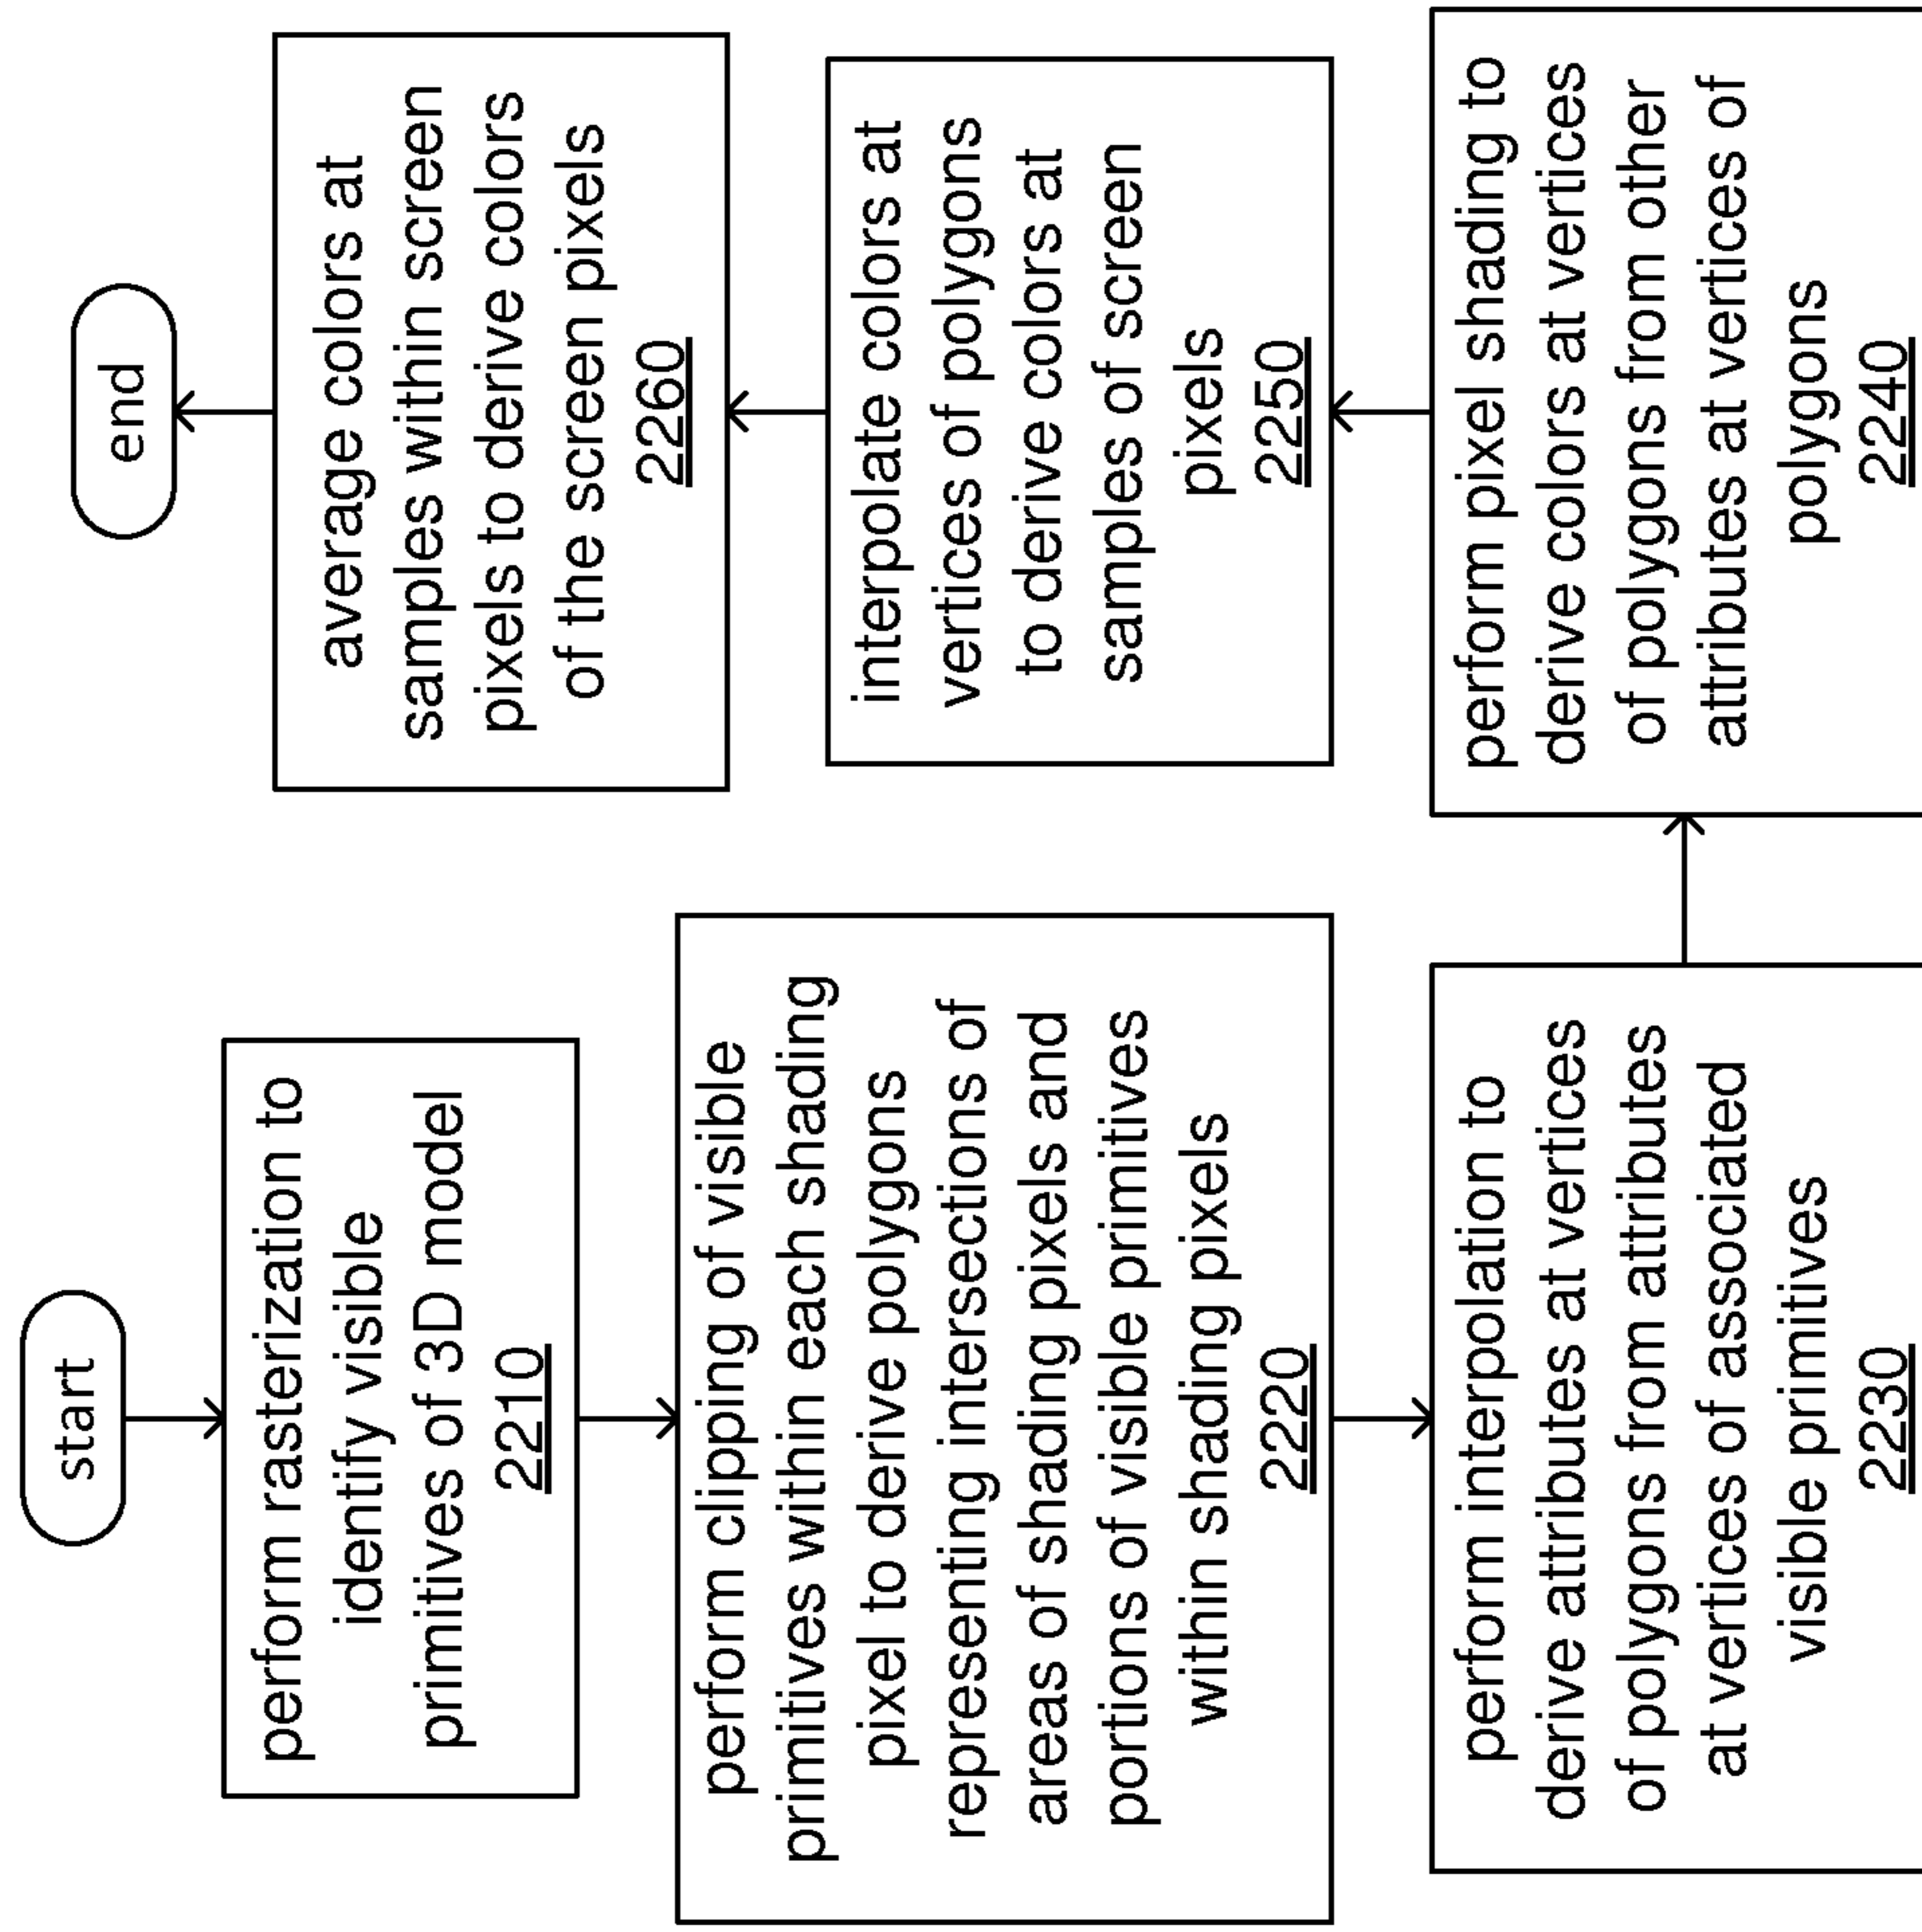 start
perform rasterization to
identify visible
primitives of 3D model
2210
perform clipping of visible
primitives within each shading
pixel to derive polygons
representing intersections of
areas of shading pixels and
portions of visible primitives
within shading pixels
2220
perform interpolation to
derive attributes at vertices
of polygons from attributes
at vertices of associated
visible primitives
2230
perform pixel shading to
derive colors at vertices
of polygons from other
attributes at vertices of
polygons
2240
interpolate colors at
vertices of polygons
to derive colors at
samples of screen
pixels
2250
average colors at
samples within screen
pixels to derive colors
of the screen pixels
2260
end